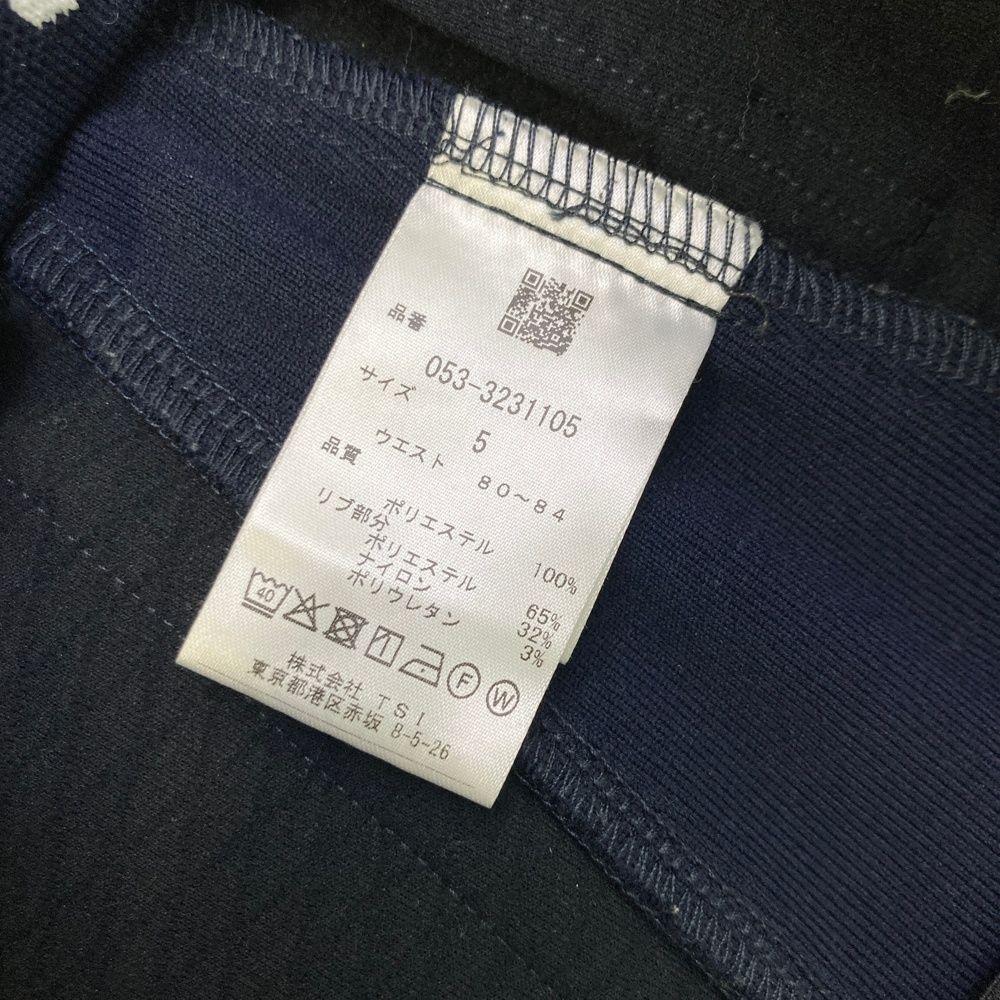 品番
053-3231105
サイズ
5
ウエスト
80～84
品質
ポリエステル 100%
リブ部分
ポリエステル 65%
ナイロン 32%
ポリウレタン 3%
40
F W
株式会社 TSI
東京都港区赤坂 8-5-26